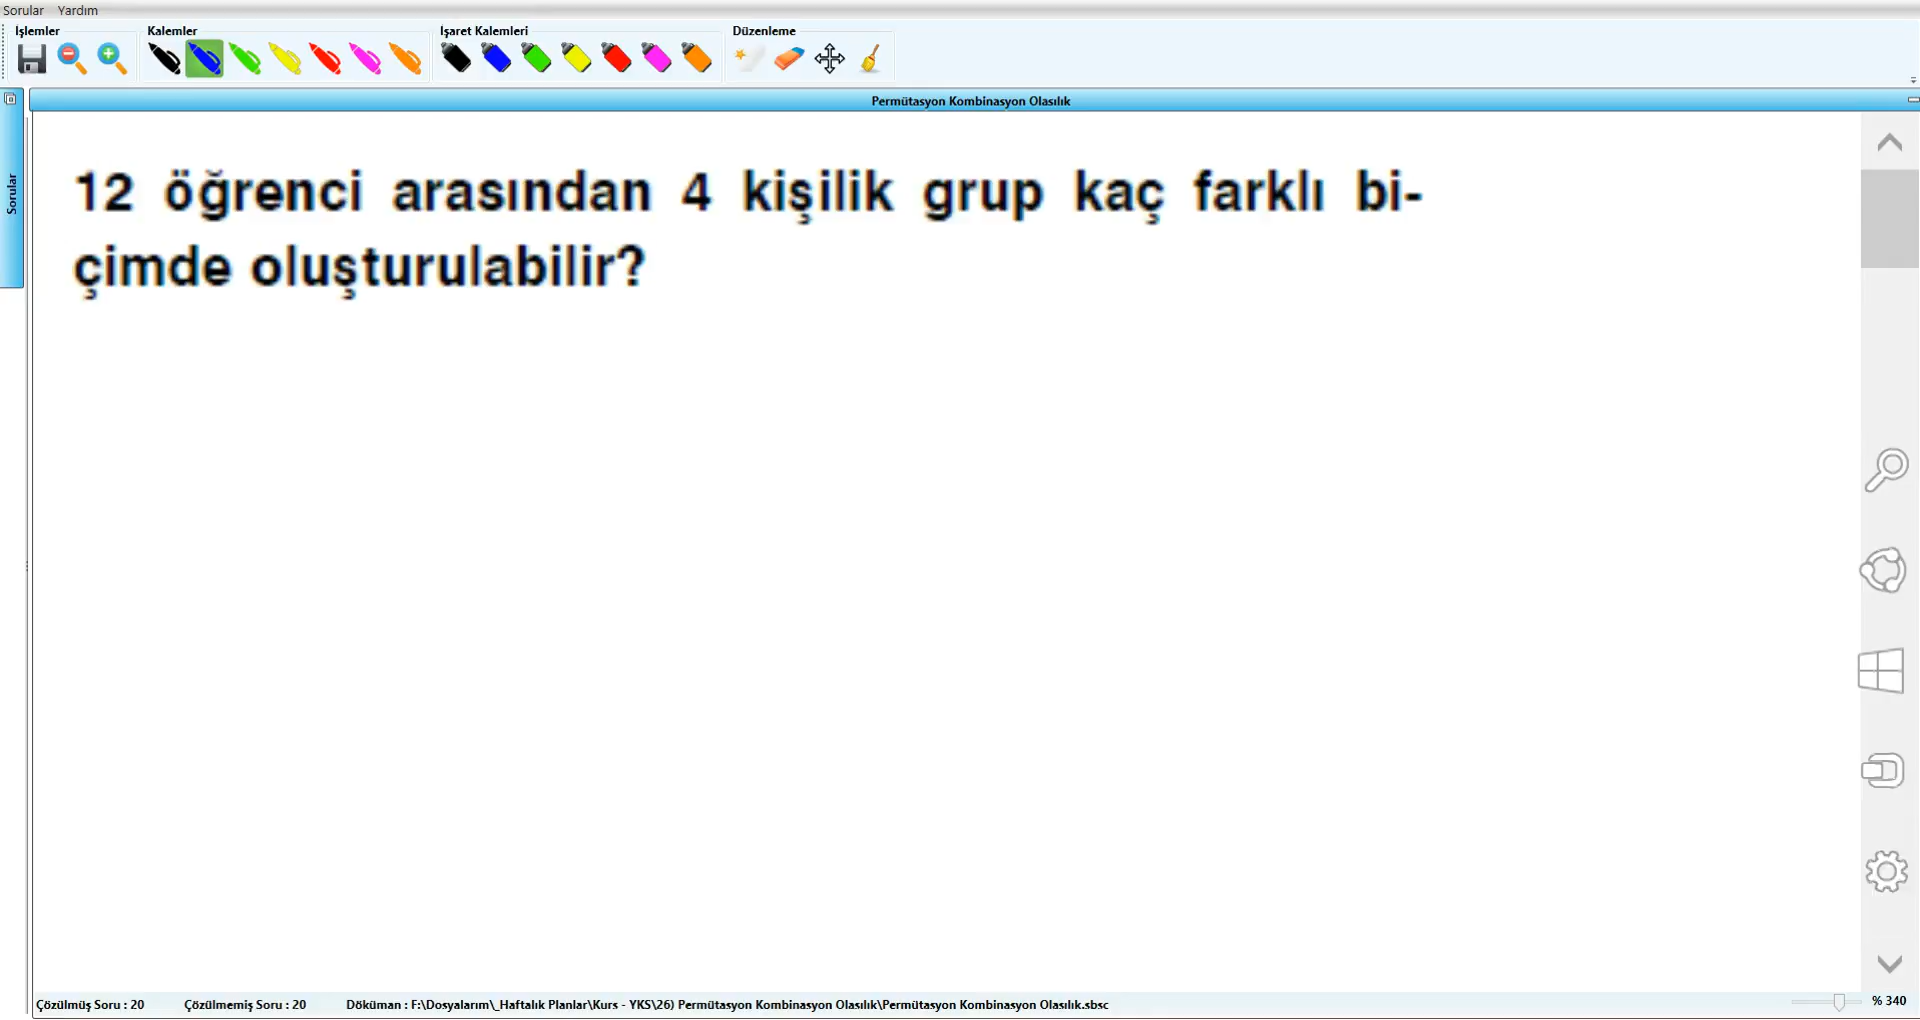 Sorular Yardım
İşlemler Kalemler İşaret Kalemleri Düzenleme
Permütasyon Kombinasyon Olasılık
Sorular
12 öğrenci arasından 4 kişilik grup kaç farklı bi-
çimde oluşturulabilir?
Çözülmüş Soru : 20 Çözülmemiş Soru : 20 Döküman : F:\Dosyalarım\_Haftalık Planlar\Kurs - YKS\26) Permütasyon Kombinasyon Olasılık\Permütasyon Kombinasyon Olasılık.sbsc % 340